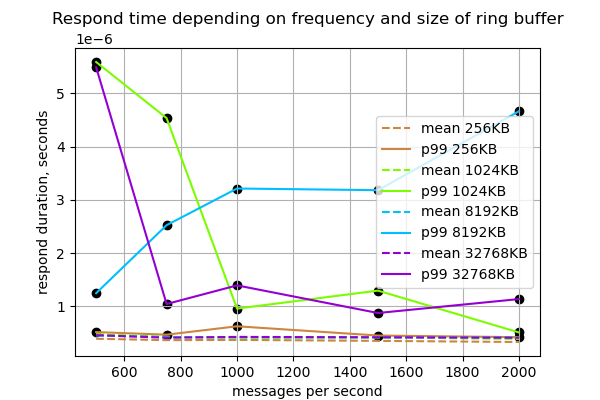 Respond time depending on frequency and size of ring buffer
1e−6
respond duration, seconds
5
4
3
2
1
mean 256KB
p99 256KB
mean 1024KB
p99 1024KB
mean 8192KB
p99 8192KB
mean 32768KB
p99 32768KB
600 800 1000 1200 1400 1600 1800 2000
messages per second